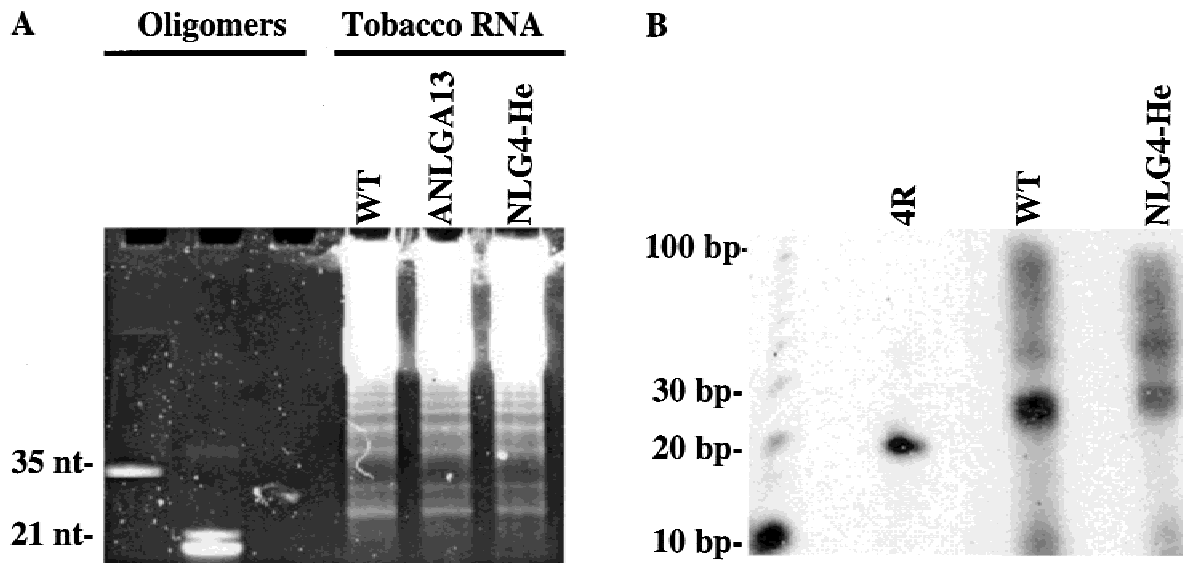 A
Oligomers
Tobacco RNA
WT
ANLGA13
NLG4-He
35 nt-
21 nt-
B
4R
WT
NLG4-He
100 bp-
30 bp-
20 bp-
10 bp-